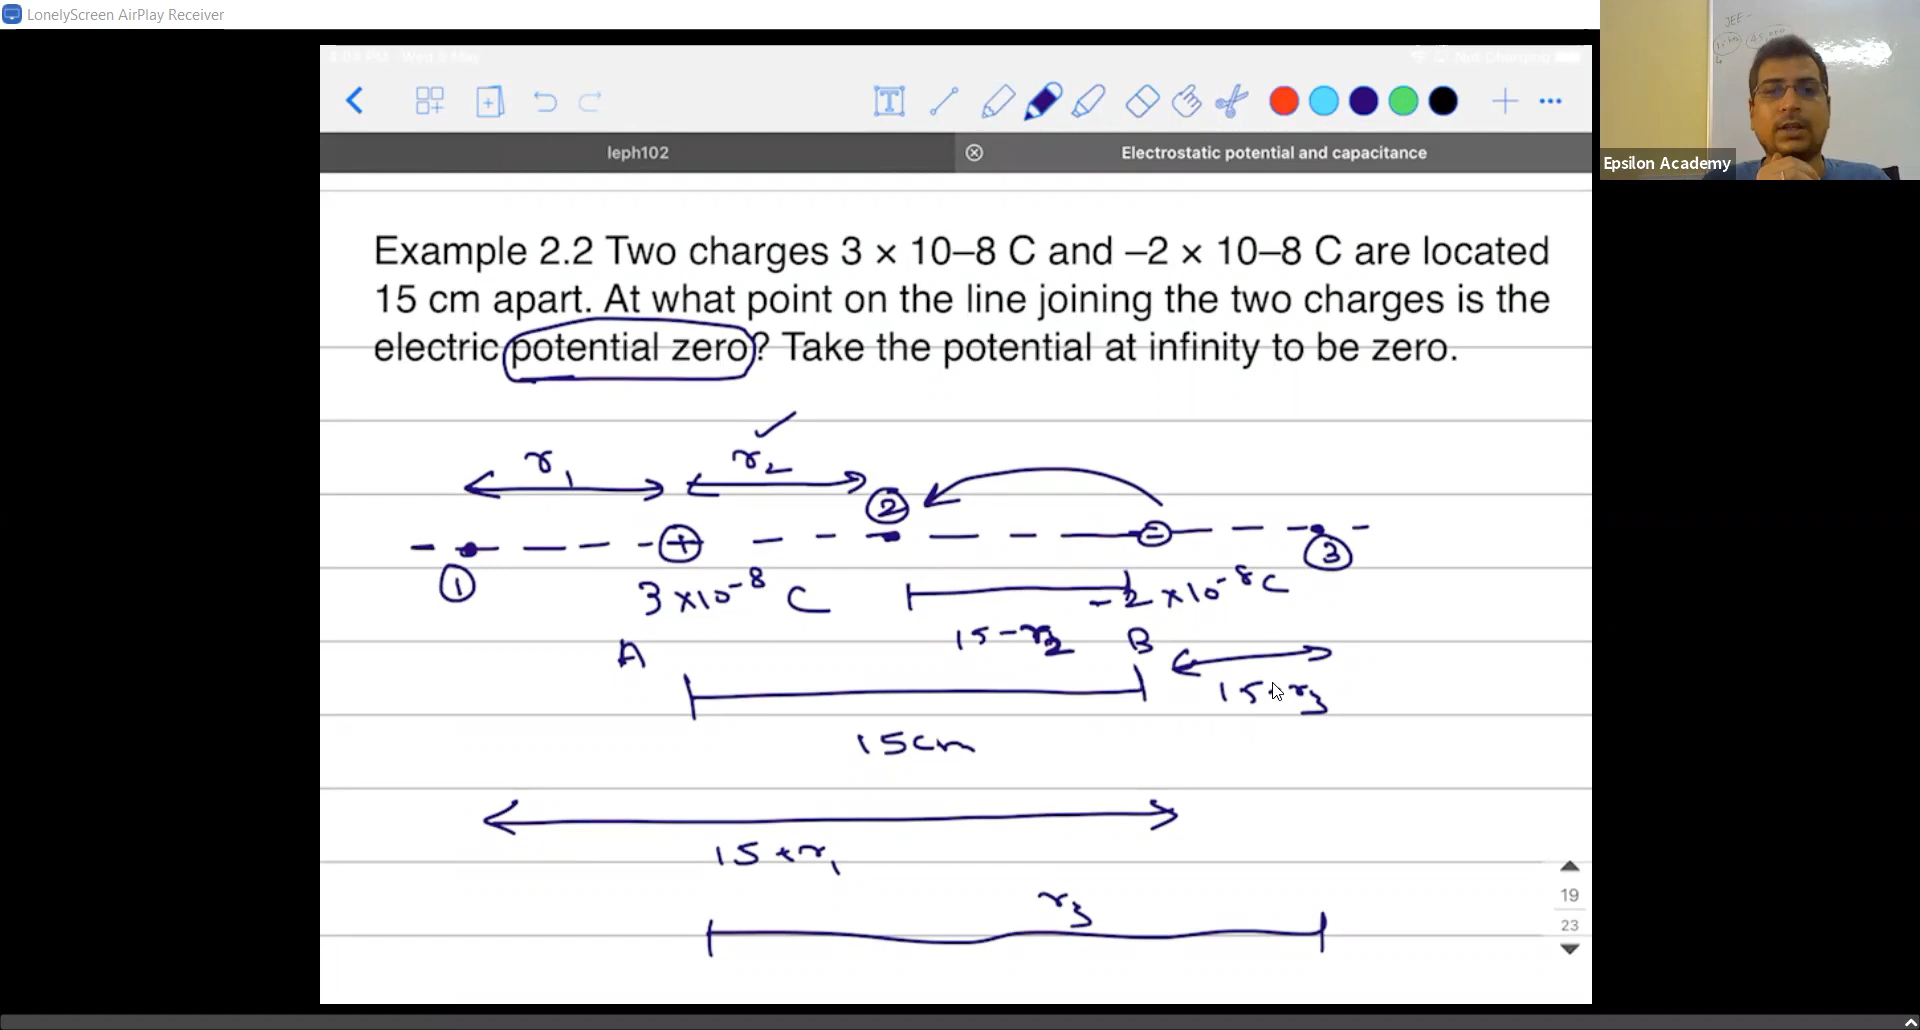 LonelyScreen AirPlay Receiver
leph102
Electrostatic potential and capacitance
Epsilon Academy
JEE -
Example 2.2 Two charges 3 × 10–8 C and –2 × 10–8 C are located
15 cm apart. At what point on the line joining the two charges is the
electric potential zero? Take the potential at infinity to be zero.
r₁ r₂
2
+ −
1 3
3 × 10⁻⁸ C -2 × 10⁻⁸ C
15 - r₂
A B
15 r₃
15cm
15 + r₁
r₃
19
23